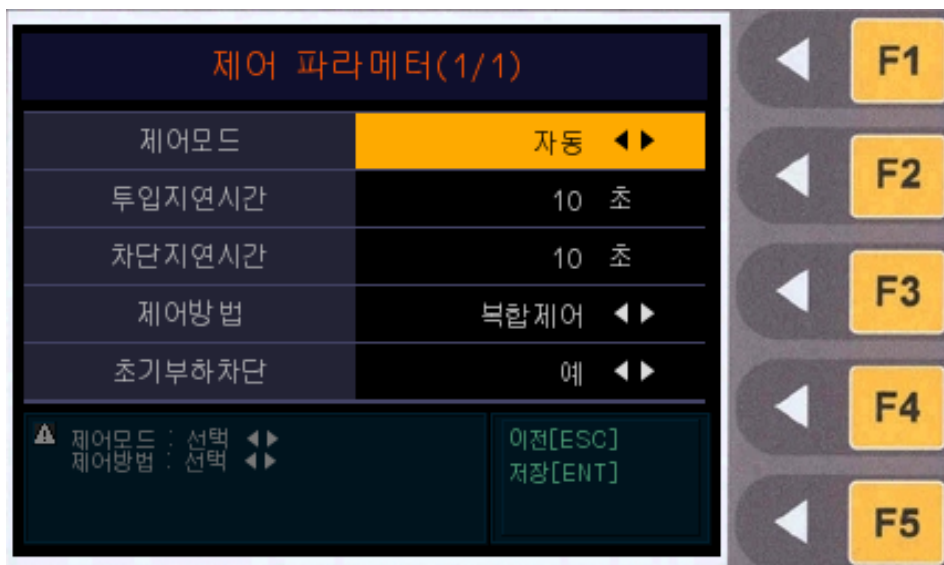 제어 파라메터(1/1)
제어모드 자동 ◀▶
투입지연시간 10 초
차단지연시간 10 초
제어방법 복합제어 ◀▶
초기부하차단 예 ◀▶
제어모드 : 선택 ◀▶
제어방법 : 선택 ◀▶
이전[ESC]
저장[ENT]
F1
F2
F3
F4
F5